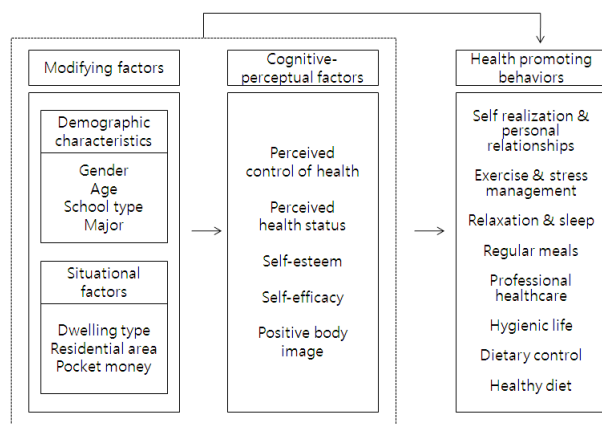 Modifying factors
Demographic
characteristics
Gender
Age
School type
Major
Situational
factors
Dwelling type
Residential area
Pocket money
Cognitive-
perceptual factors
Perceived
control of health
Perceived
health status
Self-esteem
Self-efficacy
Positive body
image
Health promoting
behaviors
Self realization &
personal
relationships
Exercise & stress
management
Relaxation & sleep
Regular meals
Professional
healthcare
Hygienic life
Dietary control
Healthy diet